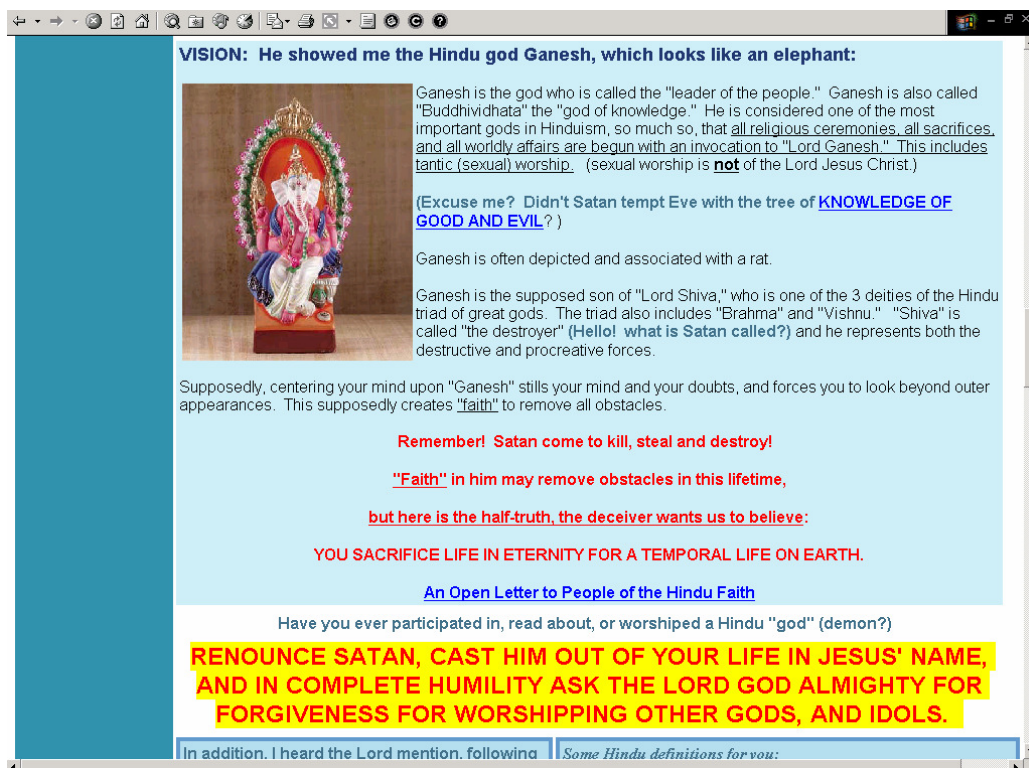 VISION:  He showed me the Hindu god Ganesh, which looks like an elephant:
Ganesh is the god who is called the "leader of the people."  Ganesh is also called
"Buddhividhata" the "god of knowledge."  He is considered one of the most
important gods in Hinduism, so much so, that all religious ceremonies, all sacrifices,
and all worldly affairs are begun with an invocation to "Lord Ganesh."  This includes
tantic (sexual) worship.   (sexual worship is not of the Lord Jesus Christ.)
(Excuse me?  Didn't Satan tempt Eve with the tree of KNOWLEDGE OF
GOOD AND EVIL? )
Ganesh is often depicted and associated with a rat.
Ganesh is the supposed son of "Lord Shiva," who is one of the 3 deities of the Hindu
triad of great gods.  The triad also includes "Brahma" and "Vishnu."  "Shiva" is
called "the destroyer" (Hello!  what is Satan called?) and he represents both the
destructive and procreative forces.
Supposedly, centering your mind upon "Ganesh" stills your mind and your doubts, and forces you to look beyond outer
appearances.  This supposedly creates "faith" to remove all obstacles.
Remember!  Satan come to kill, steal and destroy!
"Faith" in him may remove obstacles in this lifetime,
but here is the half-truth, the deceiver wants us to believe:
YOU SACRIFICE LIFE IN ETERNITY FOR A TEMPORAL LIFE ON EARTH.
An Open Letter to People of the Hindu Faith
Have you ever participated in, read about, or worshiped a Hindu "god" (demon?)
RENOUNCE SATAN, CAST HIM OUT OF YOUR LIFE IN JESUS' NAME,
AND IN COMPLETE HUMILITY ASK THE LORD GOD ALMIGHTY FOR
FORGIVENESS FOR WORSHIPPING OTHER GODS, AND IDOLS.
In addition, I heard the Lord mention, following
Some Hindu definitions for you: